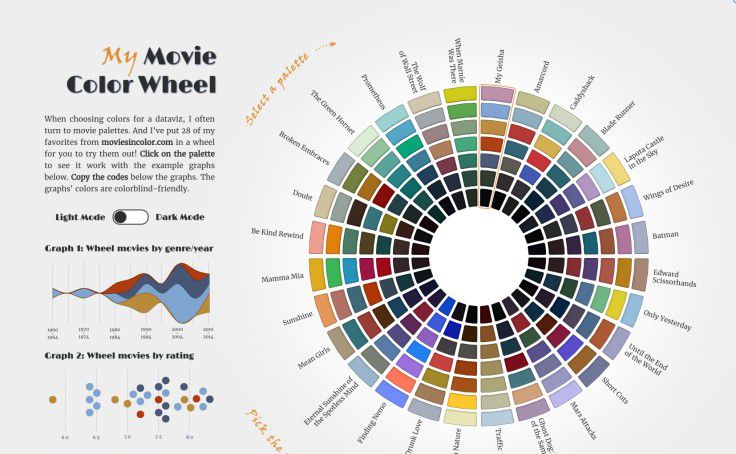 My Movie
Color Wheel
When choosing colors for a dataviz, I often
turn to movie palettes. And I've put 28 of my
favorites from moviesincolor.com in a wheel
for you to try them out! Click on the palette
to see it work with the example graphs
below. Copy the codes below the graphs. The
graphs' colors are colorblind-friendly.
Light Mode Dark Mode
Graph 1: Wheel movies by genre/year
1960 1970 1980 1990 2000 2010
1964 1974 1984 1994 2004 2014
Graph 2: Wheel movies by rating
6.0 6.5 7.0 7.5 8.0
Select a palette
Pick the
My Geisha
Amarcord
Caddyshack
Blade Runner
Laputa Castle
in the Sky
Wings of Desire
Batman
Edward
Scissorhands
Only Yesterday
Until the End
of the World
Short Cuts
Mars Attacks
Ghost Dog:
of the Sam
Traffic
n Nature
Drunk Love
Finding Nemo
Eternal Sunshine of
the Spotless Mind
Mean Girls
Sunshine
Mamma Mia
Be Kind Rewind
Doubt
Broken Embraces
The Green Hornet
Prometheus
The Wolf
of Wall Street
When Marnie
Was There